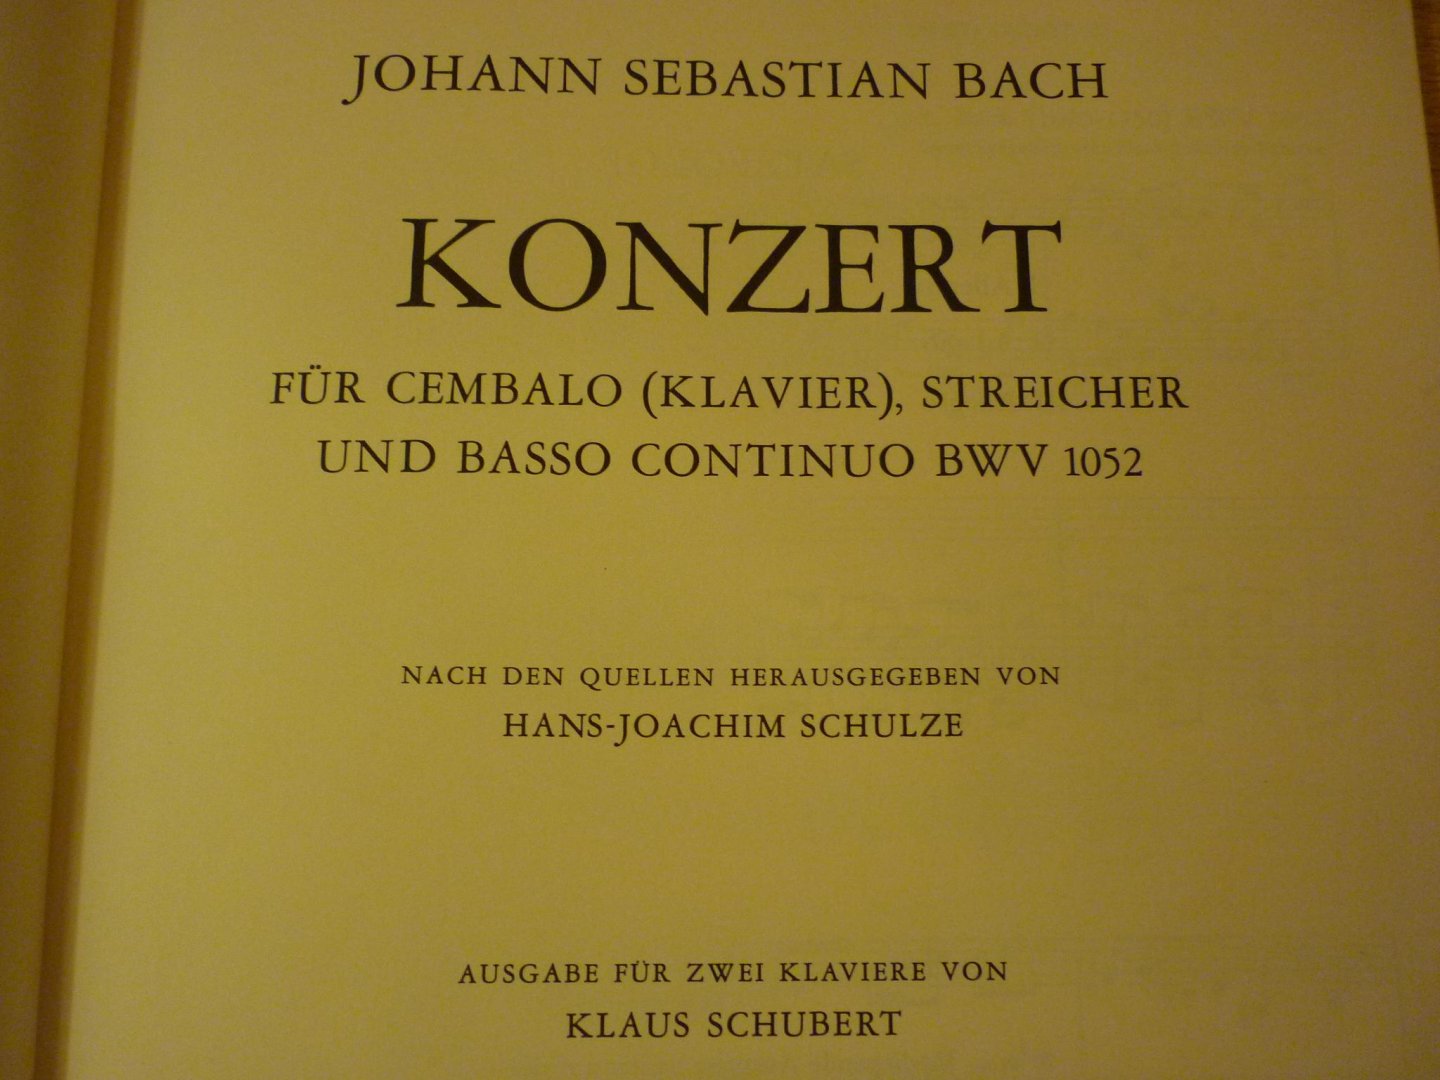 JOHANN SEBASTIAN BACH
KONZERT
FÜR CEMBALO (KLAVIER), STREICHER
UND BASSO CONTINUO BWV 1052
NACH DEN QUELLEN HERAUSGEGEBEN VON
HANS-JOACHIM SCHULZE
AUSGABE FÜR ZWEI KLAVIERE VON
KLAUS SCHUBERT